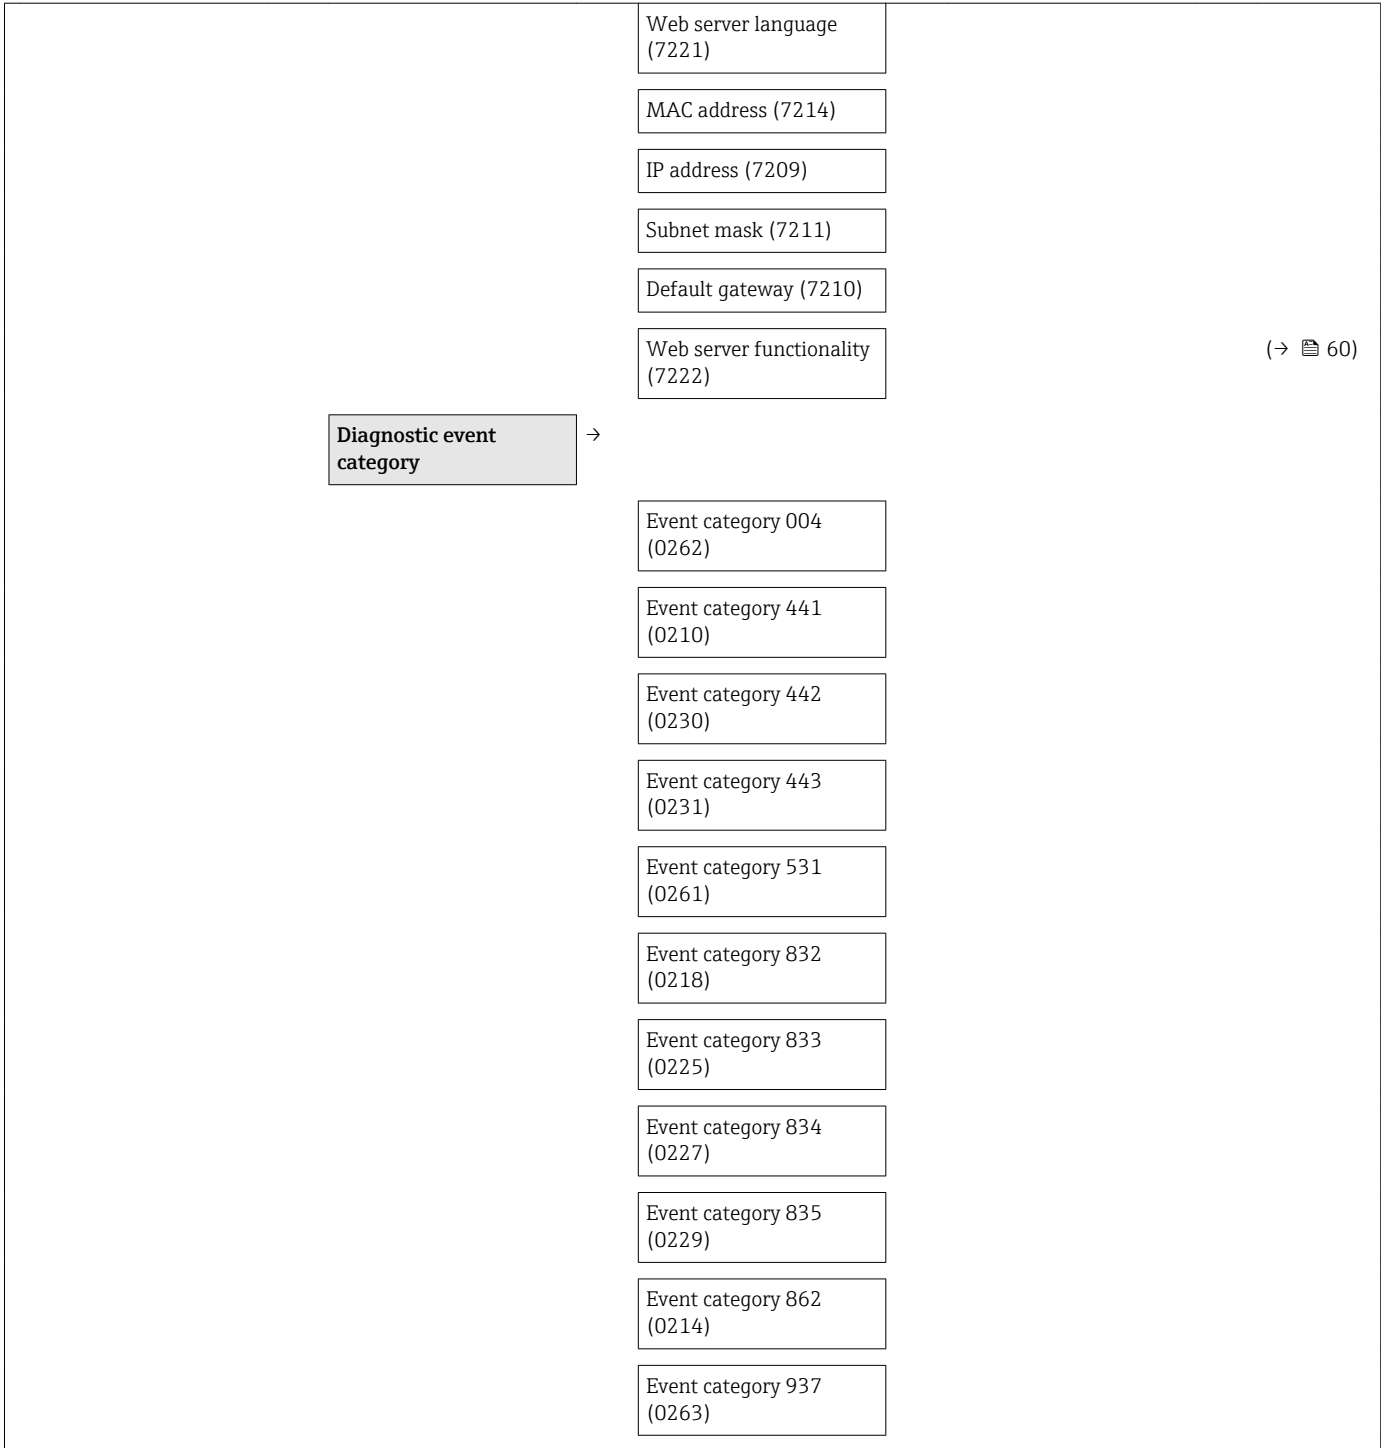 Web server language
(7221)
MAC address (7214)
IP address (7209)
Subnet mask (7211)
Default gateway (7210)
Web server functionality
(7222)
(→ 60)
Diagnostic event
category
→
Event category 004
(0262)
Event category 441
(0210)
Event category 442
(0230)
Event category 443
(0231)
Event category 531
(0261)
Event category 832
(0218)
Event category 833
(0225)
Event category 834
(0227)
Event category 835
(0229)
Event category 862
(0214)
Event category 937
(0263)